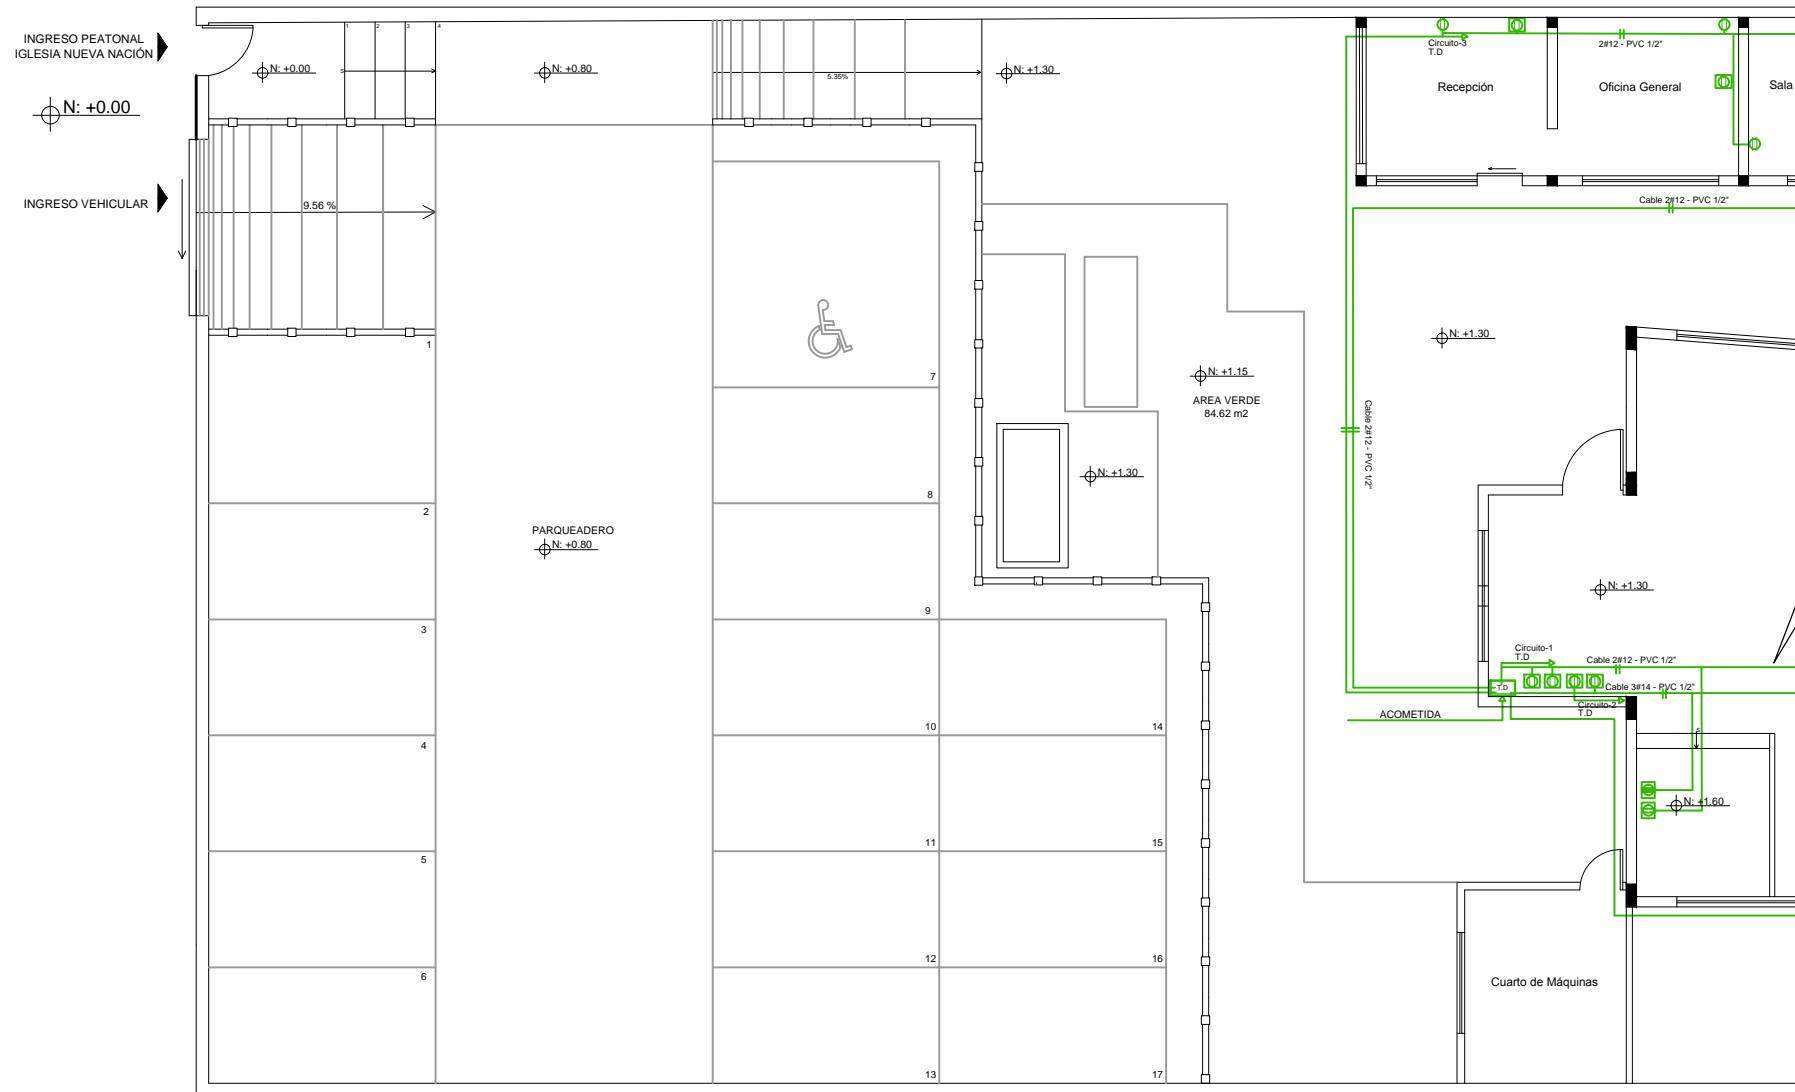 INGRESO PEATONAL
IGLESIA NUEVA NACIÓN
N: +0.00
INGRESO VEHICULAR
1
2
3
4
S
N: +0.00
N: +0.80
5.35%
N: +1.30
9.56 %
1
2
3
4
5
6
PARQUEADERO
N: +0.80
7
8
9
10
11
12
13
14
15
16
17
N: +1.15
AREA VERDE
84.62 m2
N: +1.30
Circuito-3
T.D
2#12 - PVC 1/2"
Recepción
Oficina General
Sala
Cable 2#12 - PVC 1/2"
N: +1.30
Cable 2#12 - PVC 1/2"
N: +1.30
Circuito-1
T.D
Cable 2#12 - PVC 1/2"
T.D
Cable 3#14 - PVC 1/2"
Circuito-2
T.D
ACOMETIDA
S
N: +1.60
Cuarto de Máquinas